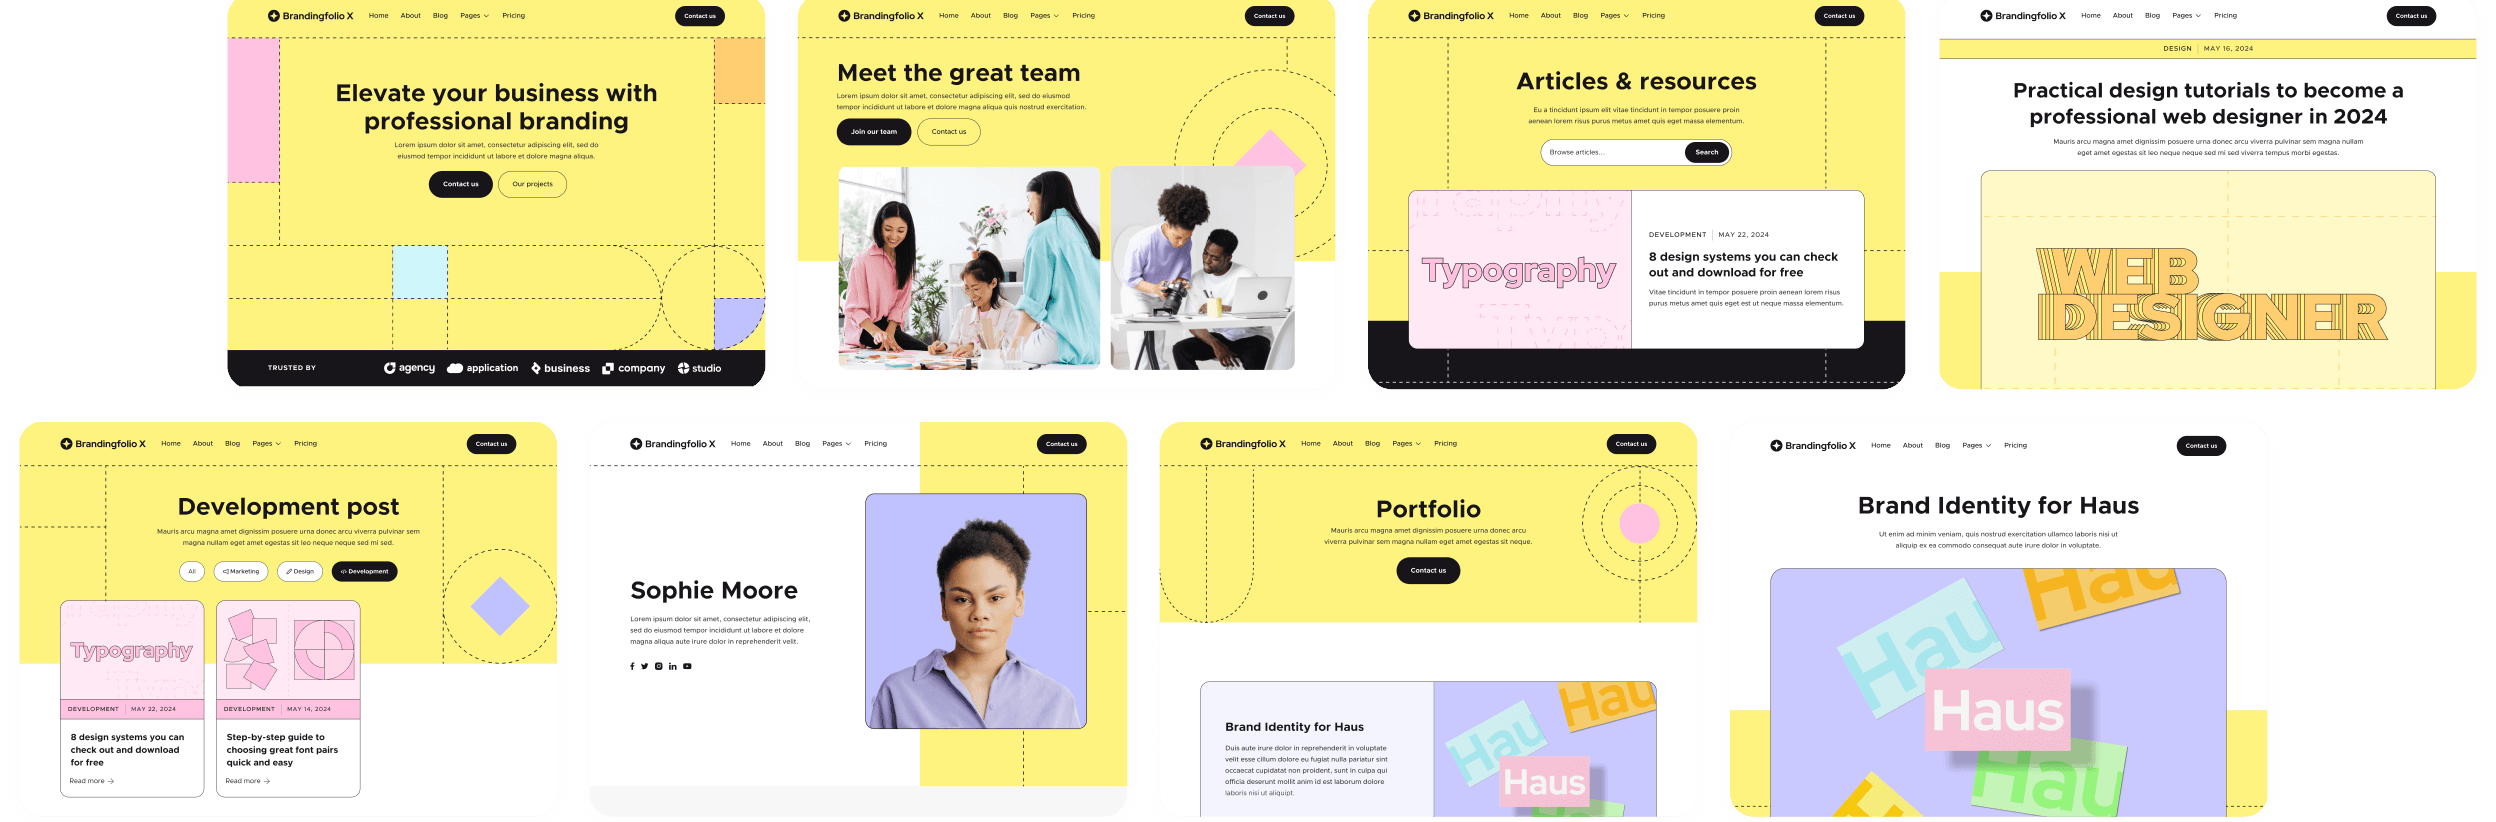 Brandingfolio X Home About Blog Pages Pricing Contact us
Elevate your business with
professional branding
Lorem ipsum dolor sit amet, consectetur adipiscing elit, sed do
eiusmod tempor incididunt ut labore et dolore magna aliqua.
Contact us Our projects
TRUSTED BY agency application business company studio
Brandingfolio X Home About Blog Pages Pricing Contact us
Meet the great team
Lorem ipsum dolor sit amet, consectetur adipiscing elit, sed do eiusmod
tempor incididunt ut labore et dolore magna aliqua quis nostrud exercitation.
Join our team Contact us
Brandingfolio X Home About Blog Pages Pricing Contact us
Articles & resources
Eu a tincidunt ipsum elit vitae tincidunt in tempor posuere proin
aenean lorem risus purus metus amet quis eget massa elementum.
Browse articles... Search
Typography
DEVELOPMENT MAY 22, 2024
8 design systems you can check
out and download for free
Vitae tincidunt in tempor posuere proin aenean lorem risus
purus metus amet quis eget est ut neque massa elementum.
Brandingfolio X Home About Blog Pages Pricing Contact us
DESIGN MAY 16, 2024
Practical design tutorials to become a
professional web designer in 2024
Mauris arcu magna amet dignissim posuere urna donec arcu viverra pulvinar sem magna nullam
eget amet egestas sit leo neque neque sed mi sed viverra tempus morbi egestas.
WEB
DESIGNER
Brandingfolio X Home About Blog Pages Pricing Contact us
Development post
Mauris arcu magna amet dignissim posuere urna donec arcu viverra pulvinar sem
magna nullam eget amet egestas sit leo neque neque sed mi sed.
All Marketing Design Development
Typography
DEVELOPMENT MAY 22, 2024
8 design systems you can
check out and download
for free
Read more
DEVELOPMENT MAY 14, 2024
Step-by-step guide to
choosing great font pairs
quick and easy
Read more
Brandingfolio X Home About Blog Pages Pricing Contact us
Sophie Moore
Lorem ipsum dolor sit amet, consectetur adipiscing elit,
sed do eiusmod tempor incididunt ut labore et dolore
magna aliqua aute irure dolor in reprehenderit velit.
Brandingfolio X Home About Blog Pages Pricing Contact us
Portfolio
Mauris arcu magna amet dignissim posuere urna donec arcu
viverra pulvinar sem magna nullam eget amet egestas sit neque.
Contact us
Brand Identity for Haus
Duis aute irure dolor in reprehenderit in voluptate
velit esse cillum dolore eu fugiat nulla pariatur sint
occaecat cupidatat non proident, sunt in culpa qui
officia deserunt mollit anim id est laborum dolore
laboris nisi ut aliquipt.
Hau
Hau
Haus
Hau
Brandingfolio X Home About Blog Pages Pricing Contact us
Brand Identity for Haus
Ut enim ad minim veniam, quis nostrud exercitation ullamco laboris nisi ut
aliquip ex ea commodo consequat aute irure dolor in voluptate.
Hau
Hau
Haus
Hau